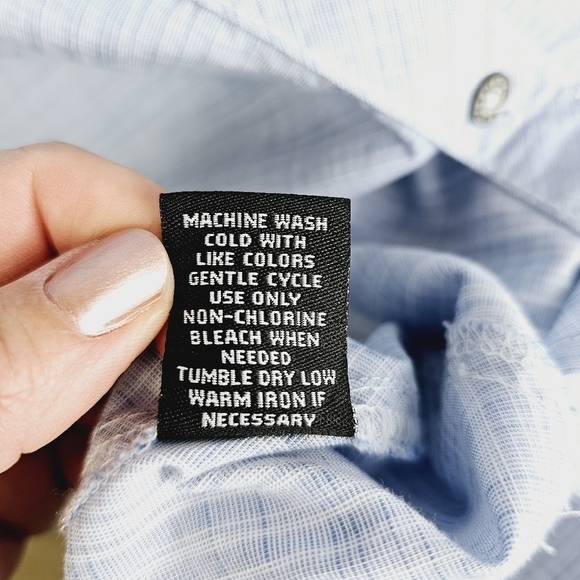 MACHINE WASH
COLD WITH
LIKE COLORS
GENTLE CYCLE
USE ONLY
NON-CHLORINE
BLEACH WHEN
NEEDED
TUMBLE DRY LOW
WARM IRON IF
NECESSARY